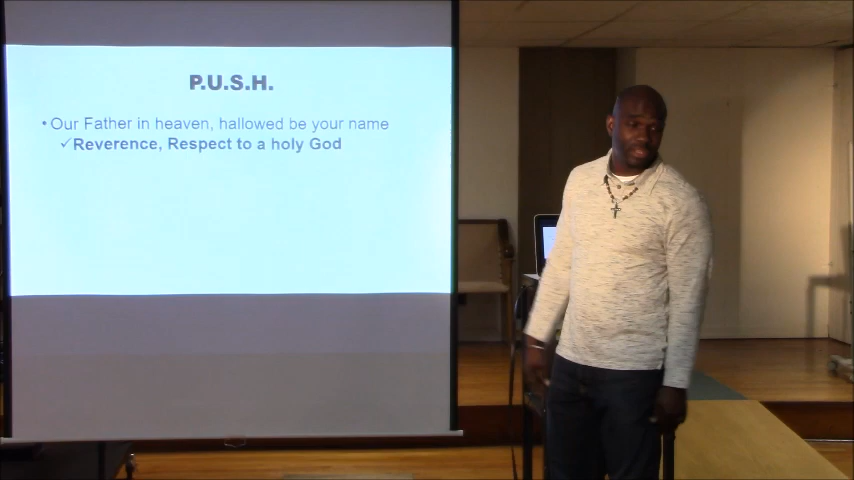 P.U.S.H.
• Our Father in heaven, hallowed be your name
✓Reverence, Respect to a holy God